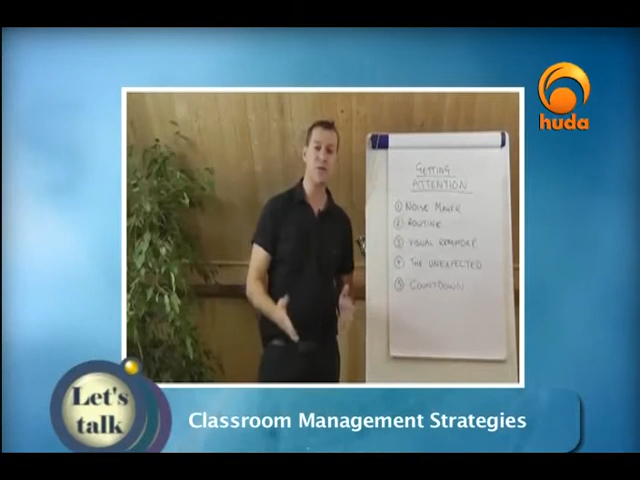 huda
GETTING
ATTENTION
① NOISE MAKER
② ROUTINE
③ VISUAL
④ THE UNEXPECTED
⑤ COUNTDOWN
Let's
talk
Classroom Management Strategies